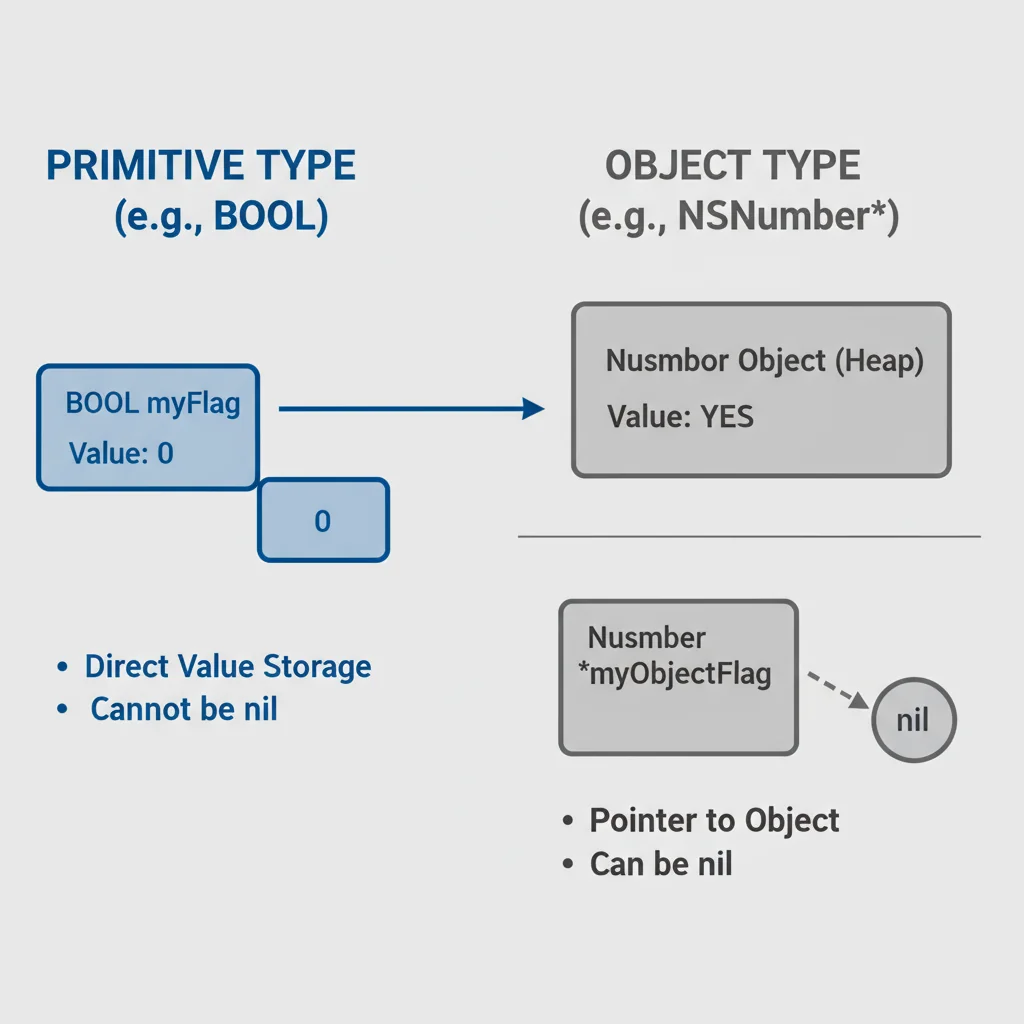 PRIMITIVE TYPE
(e.g., BOOL)
BOOL myFlag
Value: 0
0
• Direct Value Storage
• Cannot be nil
OBJECT TYPE
(e.g., NSNumber*)
Nusmbor Object (Heap)
Value: YES
Nusmber
*myObjectFlag
nil
• Pointer to Object
• Can be nil